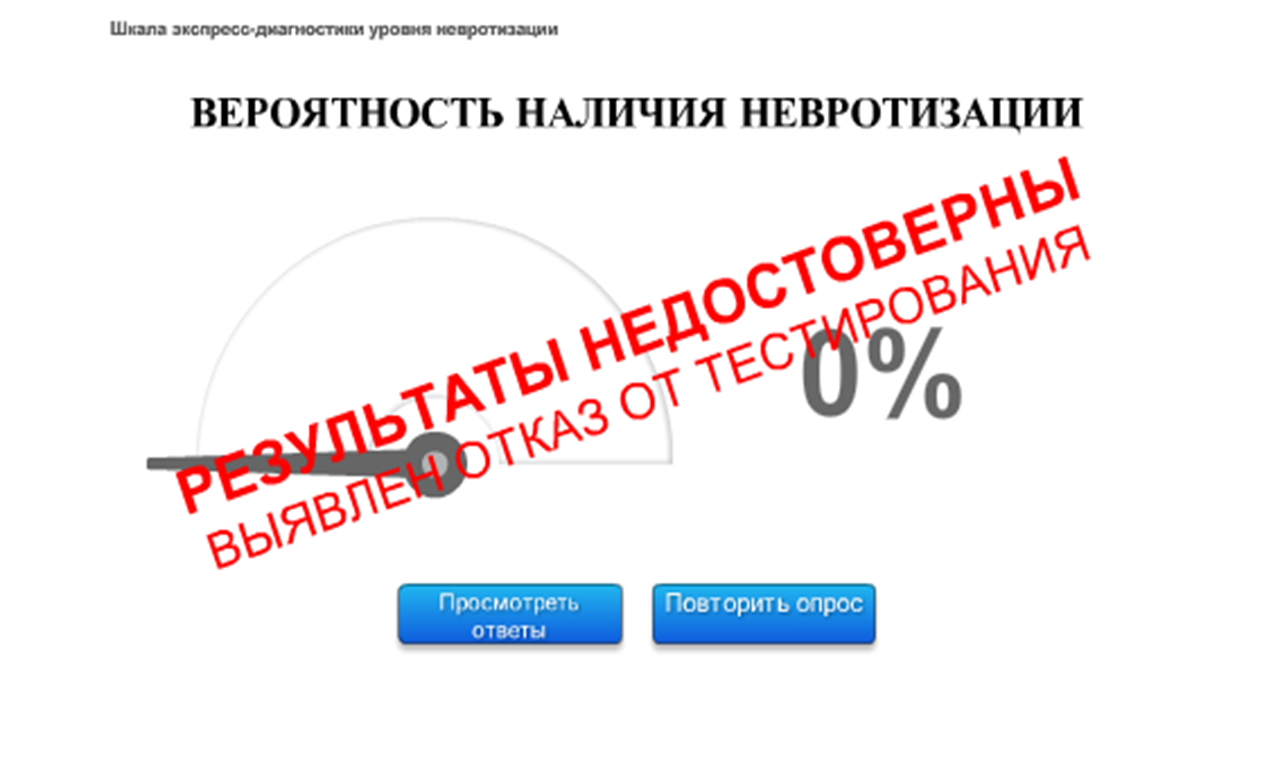 Шкала экспресс-диагностики уровня невротизации
ВЕРОЯТНОСТЬ НАЛИЧИЯ НЕВРОТИЗАЦИИ
РЕЗУЛЬТАТЫ НЕДОСТОВЕРНЫ
ВЫЯВЛЕН ОТКАЗ ОТ ТЕСТИРОВАНИЯ
0%
Просмотреть
ответы
Повторить опрос